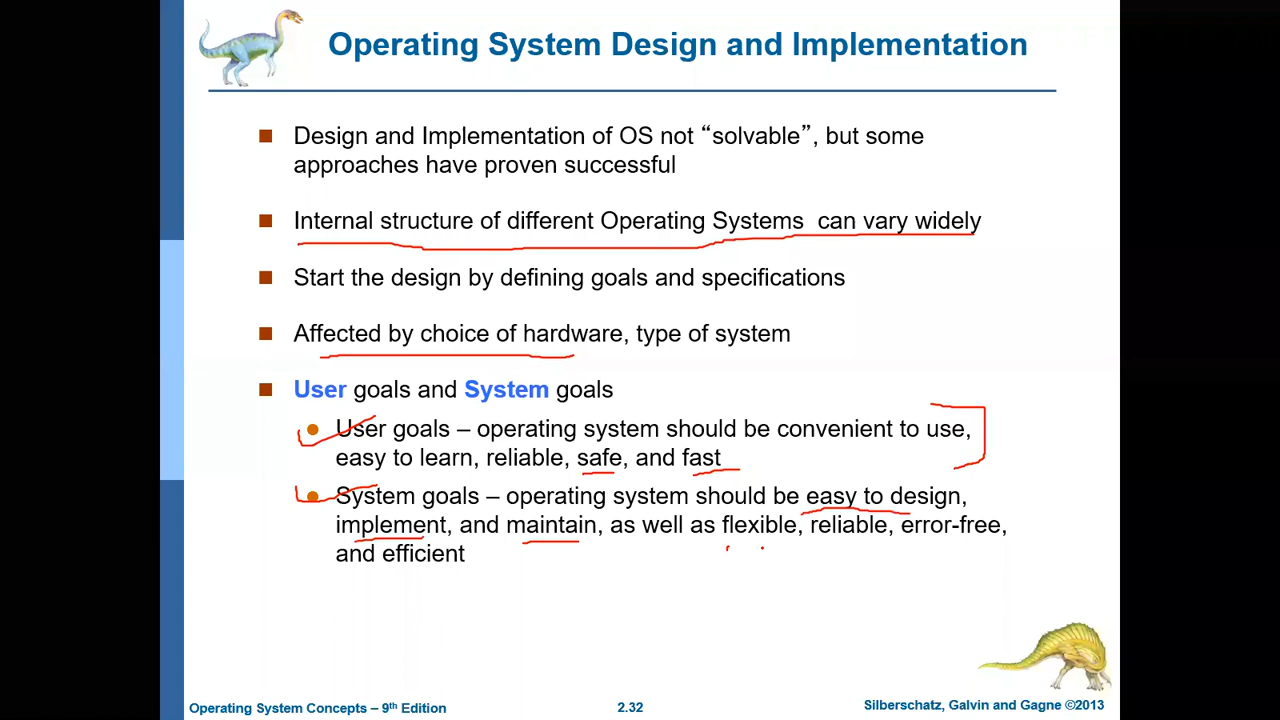 Operating System Design and Implementation
Design and Implementation of OS not “solvable”, but some
approaches have proven successful
Internal structure of different Operating Systems can vary widely
Start the design by defining goals and specifications
Affected by choice of hardware, type of system
User goals and System goals
User goals – operating system should be convenient to use,
easy to learn, reliable, safe, and fast
System goals – operating system should be easy to design,
implement, and maintain, as well as flexible, reliable, error-free,
and efficient
Operating System Concepts – 9th Edition
2.32
Silberschatz, Galvin and Gagne ©2013